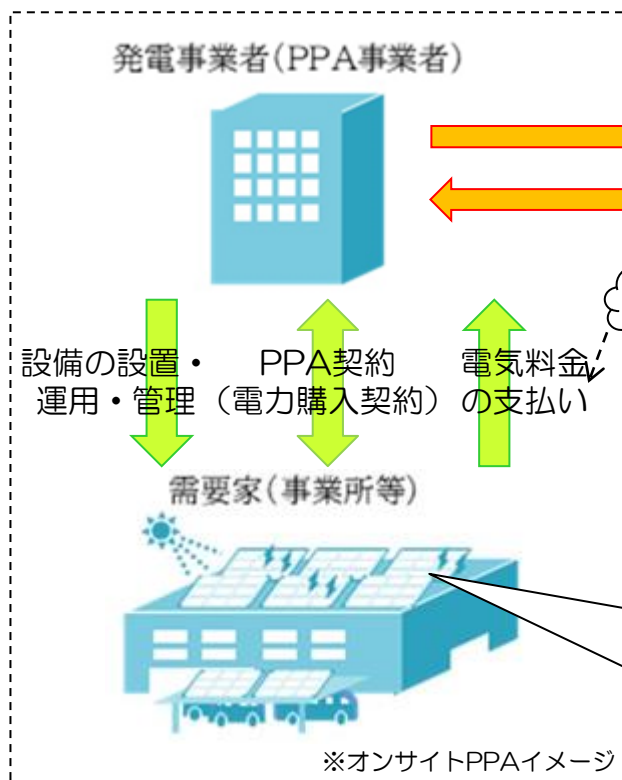 発電事業者(PPA事業者)
設備の設置・
運用・管理
PPA契約
(電力購入契約)
電気料金
の支払い
需要家(事業所等)
※オンサイトPPAイメージ